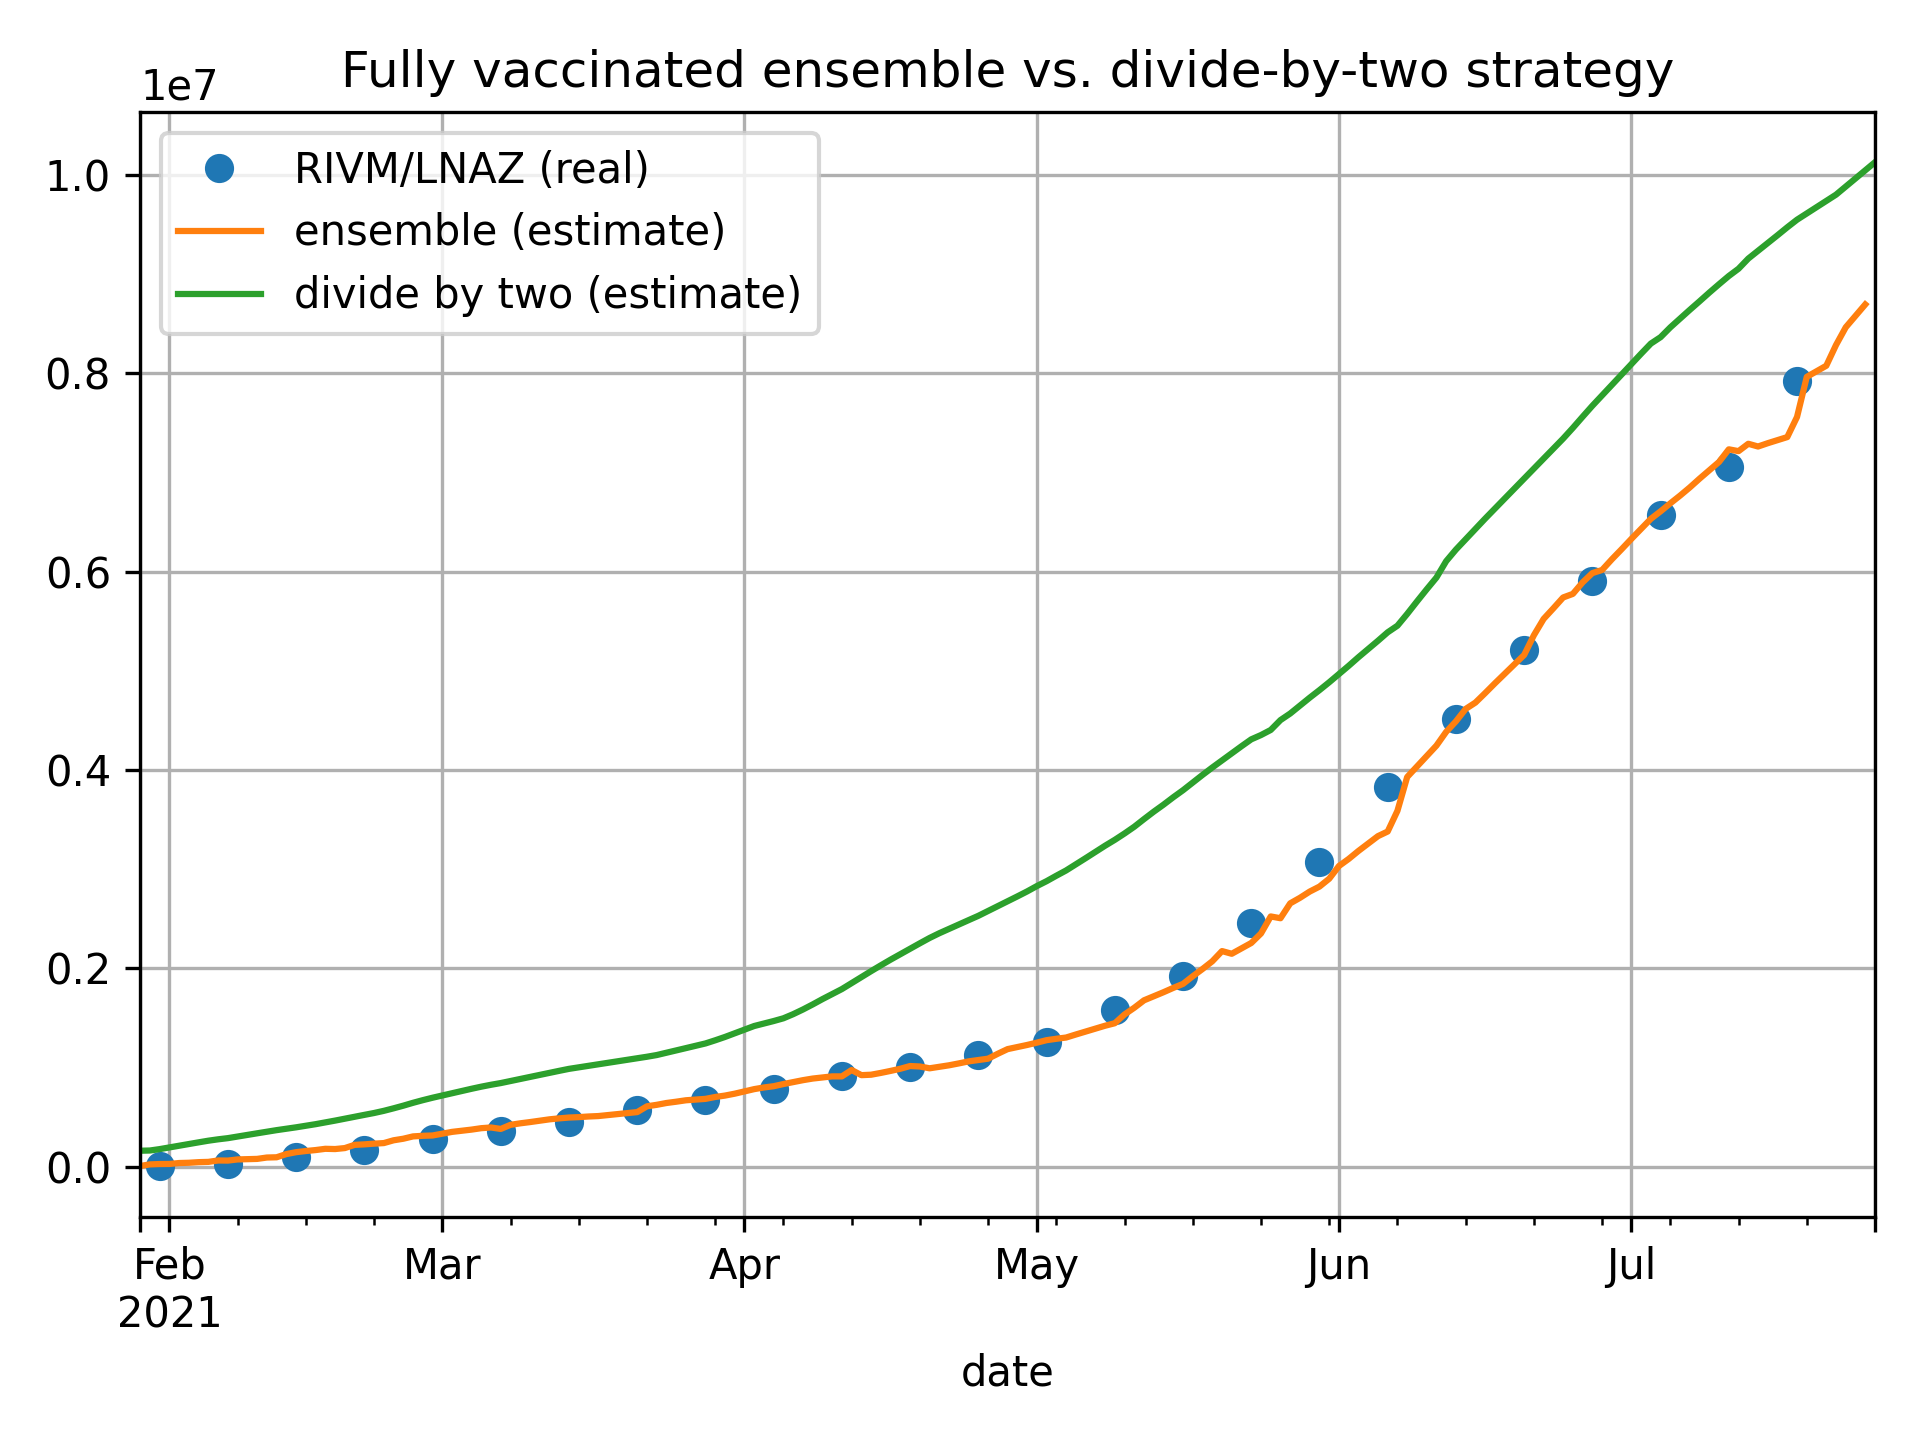 Fully vaccinated ensemble vs. divide-by-two strategy
1e7
RIVM/LNAZ (real)
ensemble (estimate)
divide by two (estimate)
1.0
0.8
0.6
0.4
0.2
0.0
Feb Mar Apr May Jun Jul
2021
date